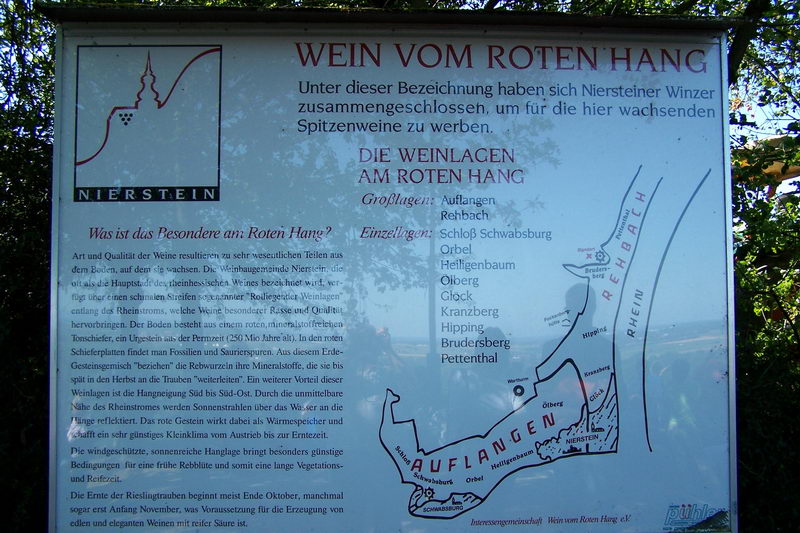 NIERSTEIN
WEIN VOM ROTEN HANG
Unter dieser Bezeichnung haben sich Niersteiner Winzer
zusammengeschlossen, um für die hier wachsenden
Spitzenweine zu werben.
DIE WEINLAGEN
AM ROTEN HANG
Großlagen: Auflangen
Rehbach
Einzellagen: Schloß Schwabsburg
Orbel
Heiligenbaum
Ölberg
Glöck
Kranzberg
Hipping
Brudersberg
Pettenthal
Was ist das Besondere am Roten Hang?
Art und Qualität der Weine resultieren zu sehr wesentlichen Teilen aus
dem Boden, auf dem sie wachsen. Die Weinbaugemeinde Nierstein, die
oft als die Hauptstadt des rheinhessischen Weines bezeichnet wird, ver-
fügt über einen schmalen Streifen sogenannter "Rotliegender Weinlagen"
entlang des Rheinstroms, welche Weine besonderer Rasse und Qualität
hervorbringen. Der Boden besteht aus einem roten, mineralstoffreichen
Tonschiefer, ein Urgestein aus der Permzeit (250 Mio Jahre alt). In den roten
Schieferplatten findet man Fossilien und Saurierspuren. Aus diesem Erde-
Gesteinsgemisch "beziehen" die Rebwurzeln ihre Mineralstoffe, die sie bis
spät in den Herbst an die Trauben "weiterleiten". Ein weiterer Vorteil dieser
Weinlagen ist die Hangneigung Süd bis Süd-Ost. Durch die unmittelbare
Nähe des Rheinstromes werden Sonnenstrahlen über das Wasser an die
Hänge reflektiert. Das rote Gestein wirkt dabei als Wärmespeicher und
schafft ein sehr günstiges Kleinklima vom Austrieb bis zur Erntezeit.
Die windgeschützte, sonnenreiche Hanglage bringt besonders günstige
Bedingungen für eine frühe Rebblüte und somit eine lange Vegetations-
und Reifezeit.
Die Ernte der Rieslingtrauben beginnt meist Ende Oktober, manchmal
sogar erst Anfang November, was Voraussetzung für die Erzeugung von
edlen und eleganten Weinen mit reifer Säure ist.
Pettenthal
REHBACH
RHEIN
Standort
Bruders-
berg
Hipping
Kranzberg
Wartturm
Glöck
Ölberg
NIERSTEIN
AUFLANGEN
Heiligenbaum
Schloß
Schwabsburg
Orbel
SCHWABSBURG
Interessengemeinschaft Wein vom Roten Hang e.V.